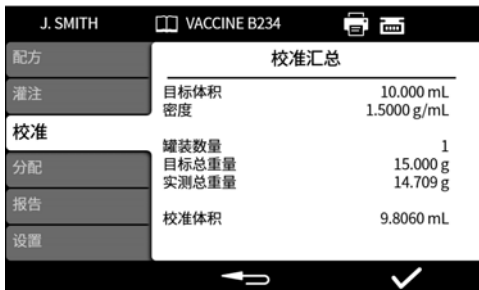 J. SMITH VACCINE B234
配方
灌注
校准
分配
报告
设置
校准汇总
目标体积 10.000 mL
密度 1.5000 g/mL
罐装数量 1
目标总重量 15.000 g
实测总重量 14.709 g
校准体积 9.8060 mL